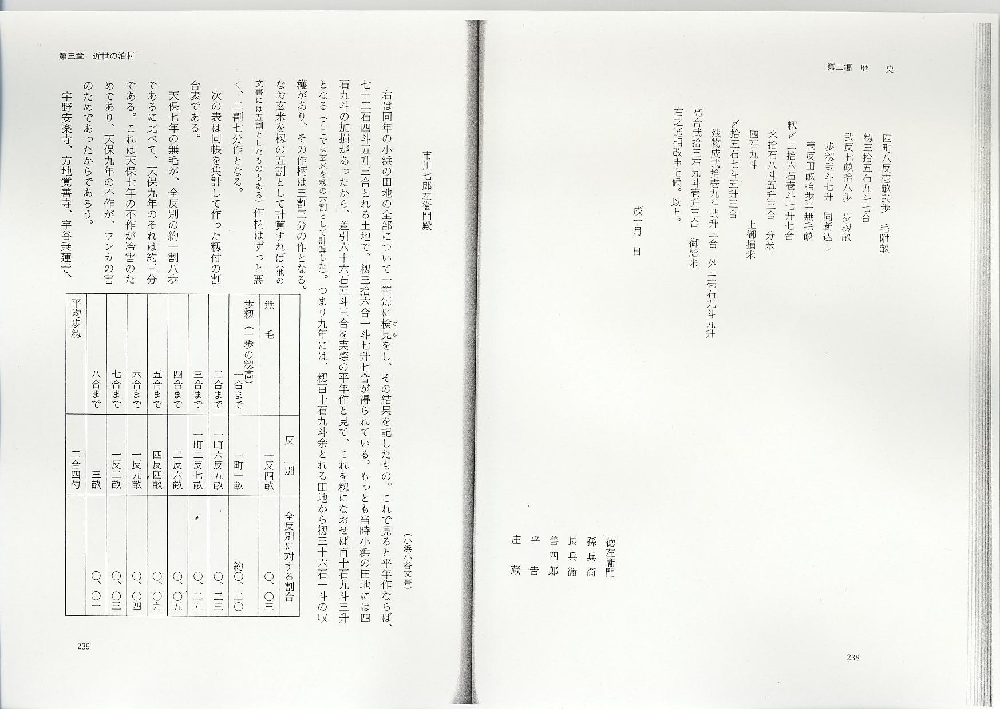 第二編　歴　史
四町八反壱畝弐歩　毛附畝
籾三拾五石九斗七合
弐反七畝拾八歩　歩籾畝
歩籾弐斗七升　同断込し
壱反田畝拾歩半無毛畝
籾〆三拾六石壱斗七升七合
米拾石八斗五升三合　分米
四石九斗　上御損米
〆拾五石七斗五升三合
残物成弐拾壱石九斗弐升三合　外ニ壱石九斗九升
高合弐拾三石九斗壱升三合　御給米
右之通相改申上候。以上。
戌十月　日
徳左衞門
孫兵衞
長兵衞
善四郎
平吉
庄蔵
238
市川七郎左衞門殿
（小浜小谷文書）
右は同年の小浜の田地の全部について一筆毎に検見をし、その結果を記したもの。これで見ると平年作ならば、
けみ
七十二石四斗五升三合とれる土地で、籾三拾六合一斗七升七合が得られている。もっとも当時小浜の田地には四
石九斗の加損があったから、差引六十六石五斗三合を実際の平年作と見て、これを籾になおせば百十石九斗三升
となる（ここでは玄米を籾の六割として計算した）。つまり九年には、籾百十石九斗余とれる田地から籾三十六石一斗の収
穫があり、その作柄は三割三分の作となる。
なお玄米を籾の五割として計算すれば（他の
文書には五割としたものもある）作柄はずっと悪
く、二割七分作となる。
次の表は同帳を集計して作った籾付の割
合表である。
天保七年の無毛が、全反別の約一割八歩
であるに比べて、天保九年のそれは約三分
である。これは天保七年の不作が冷害のた
めであり、天保九年の不作が、ウンカの害
のためであったからであろう。
宇野安楽寺、方地覚善寺、宇谷乗蓮寺、
反　別　全反別に対する割合
無　毛　一反四畝　〇、〇三
歩籾（一歩の籾高）
一合まで　一町一畝　約〇、二〇
二合まで　一町六反五畝　〇、三三
三合まで　一町二反七畝　〇、二五
四合まで　二反六畝　〇、〇五
五合まで　四反四畝　〇、〇九
六合まで　一反九畝　〇、〇四
七合まで　一反二畝　〇、〇三
八合まで　三畝　〇、〇一
平均歩籾　二合四勺
第三章　近世の泊村
239